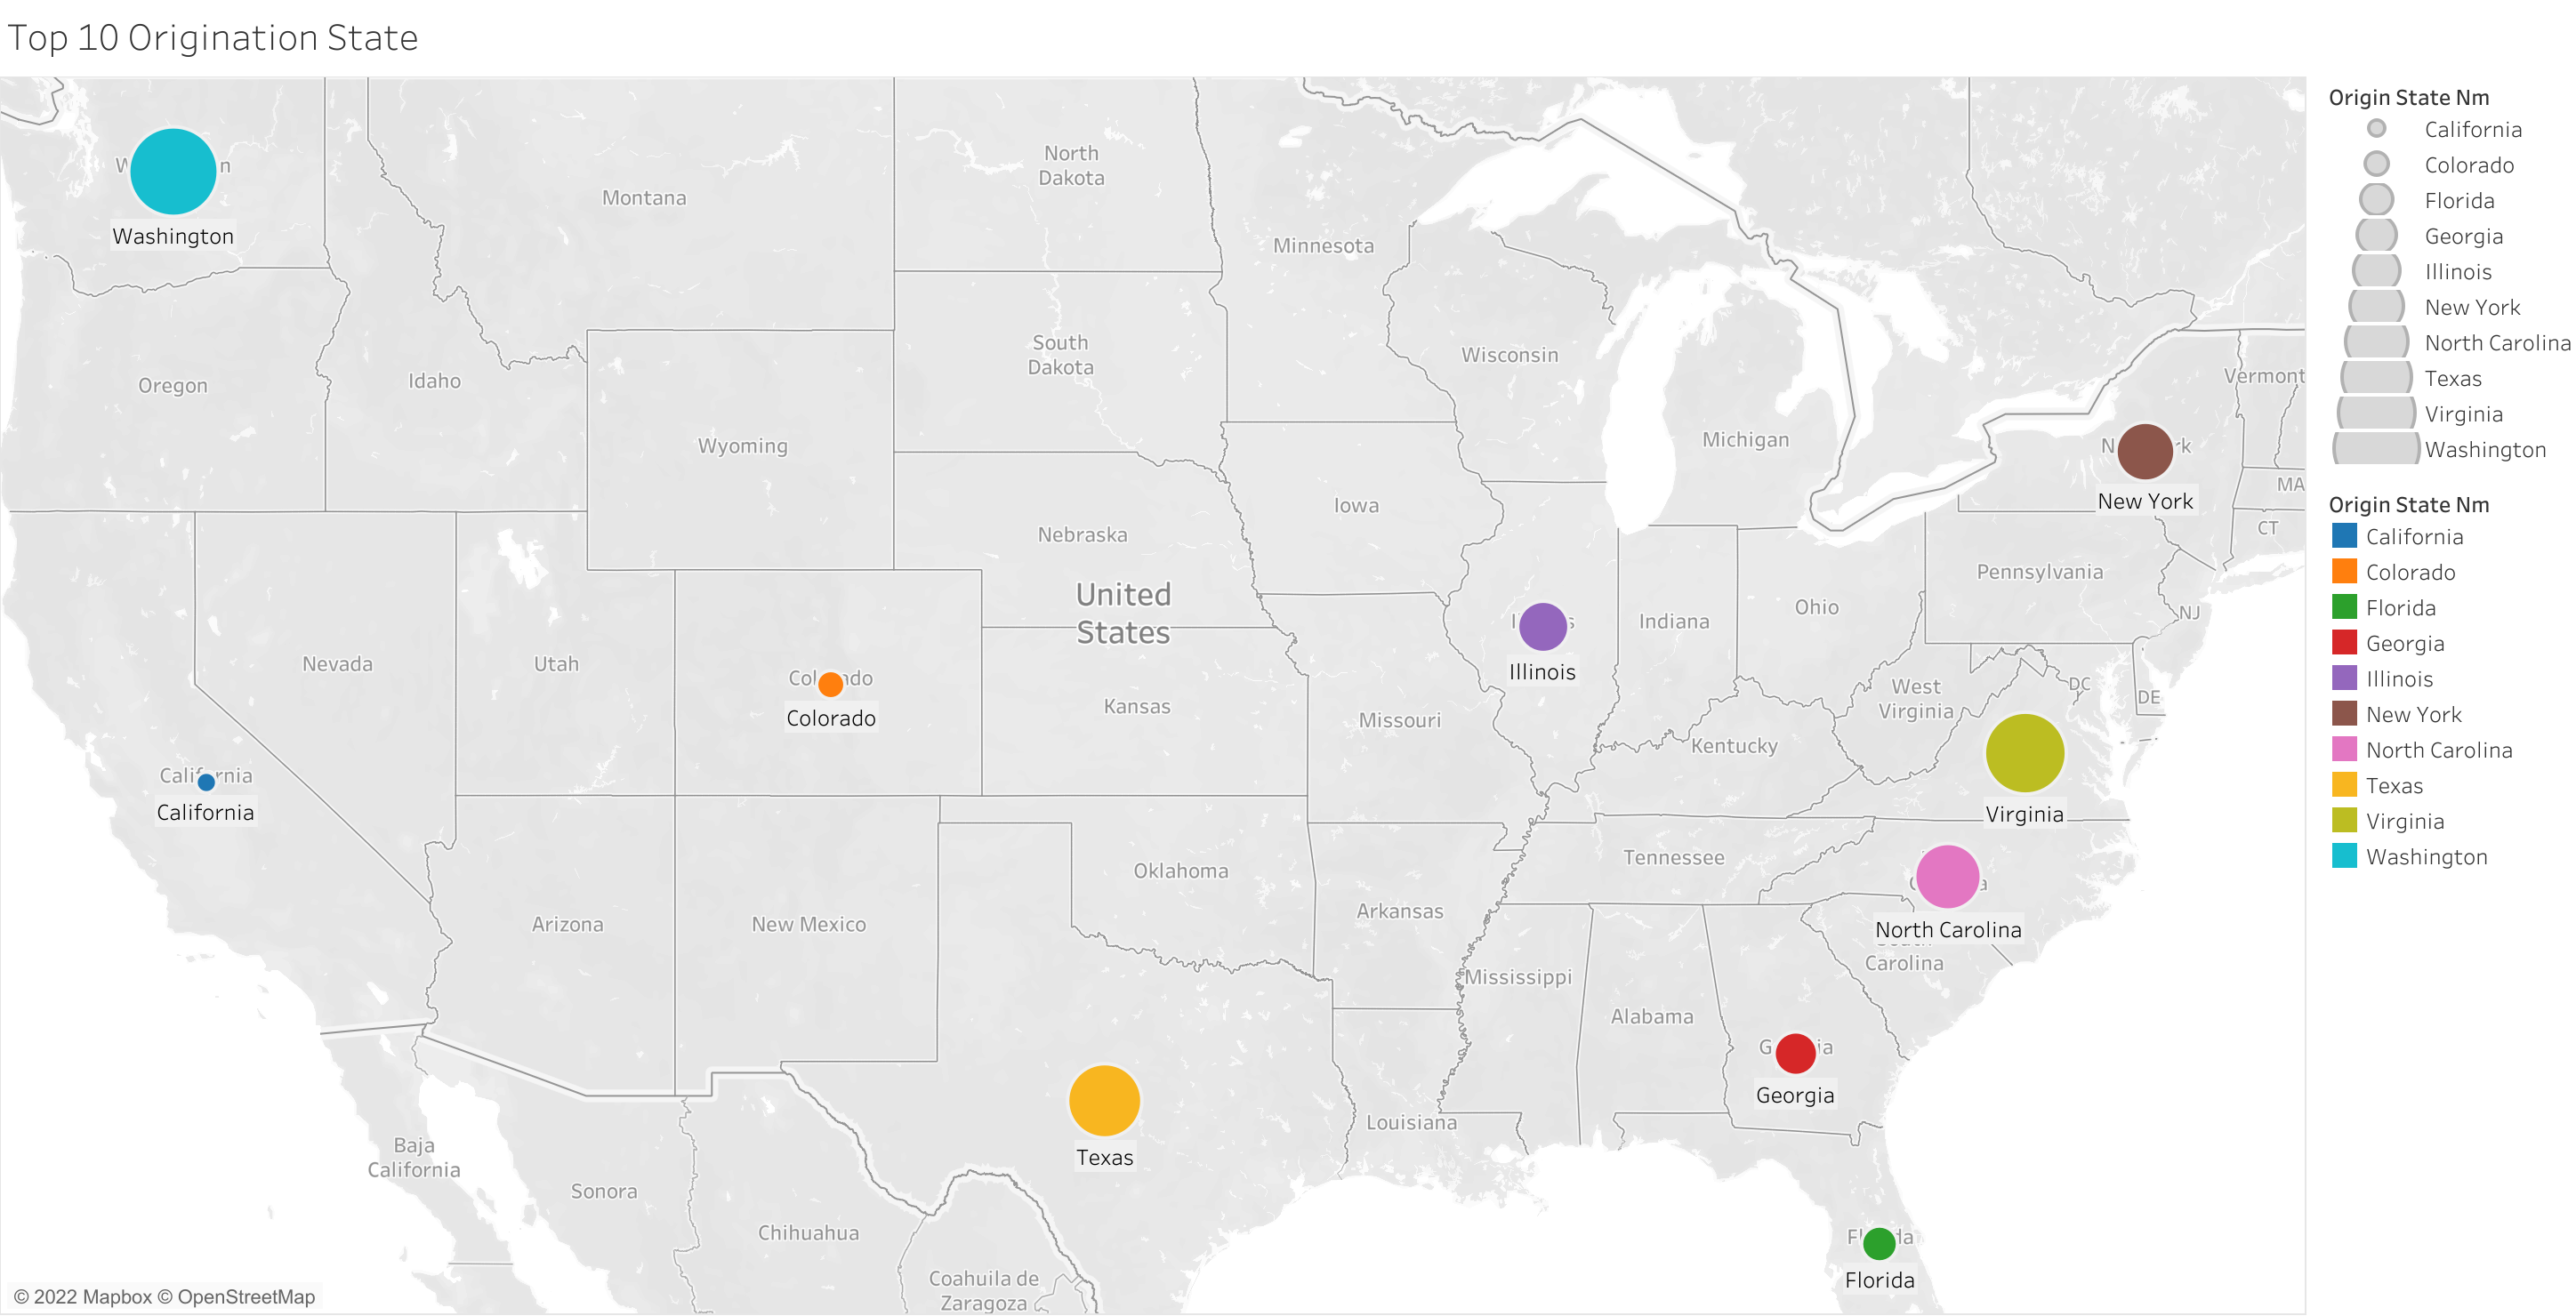 Top 10 Origination State
North
Dakota
Montana
Washington
Minnesota
South
Dakota
Wisconsin
Oregon
Idaho
Vermont
Wyoming
Michigan
New York
MA
Iowa
CT
Nebraska
Pennsylvania
United
States
Ohio
NJ
Indiana
Illinois
Nevada
Utah
Colorado
Kansas
West
Virginia
DC
DE
Missouri
Kentucky
California
Virginia
Tennessee
Oklahoma
Arkansas
Arizona
New Mexico
North Carolina
Carolina
Mississippi
Alabama
Georgia
Louisiana
Texas
Baja
California
Sonora
Chihuahua
Florida
Coahuila de
Zaragoza
© 2022 Mapbox © OpenStreetMap
Origin State Nm
California
Colorado
Florida
Georgia
Illinois
New York
North Carolina
Texas
Virginia
Washington
Origin State Nm
California
Colorado
Florida
Georgia
Illinois
New York
North Carolina
Texas
Virginia
Washington